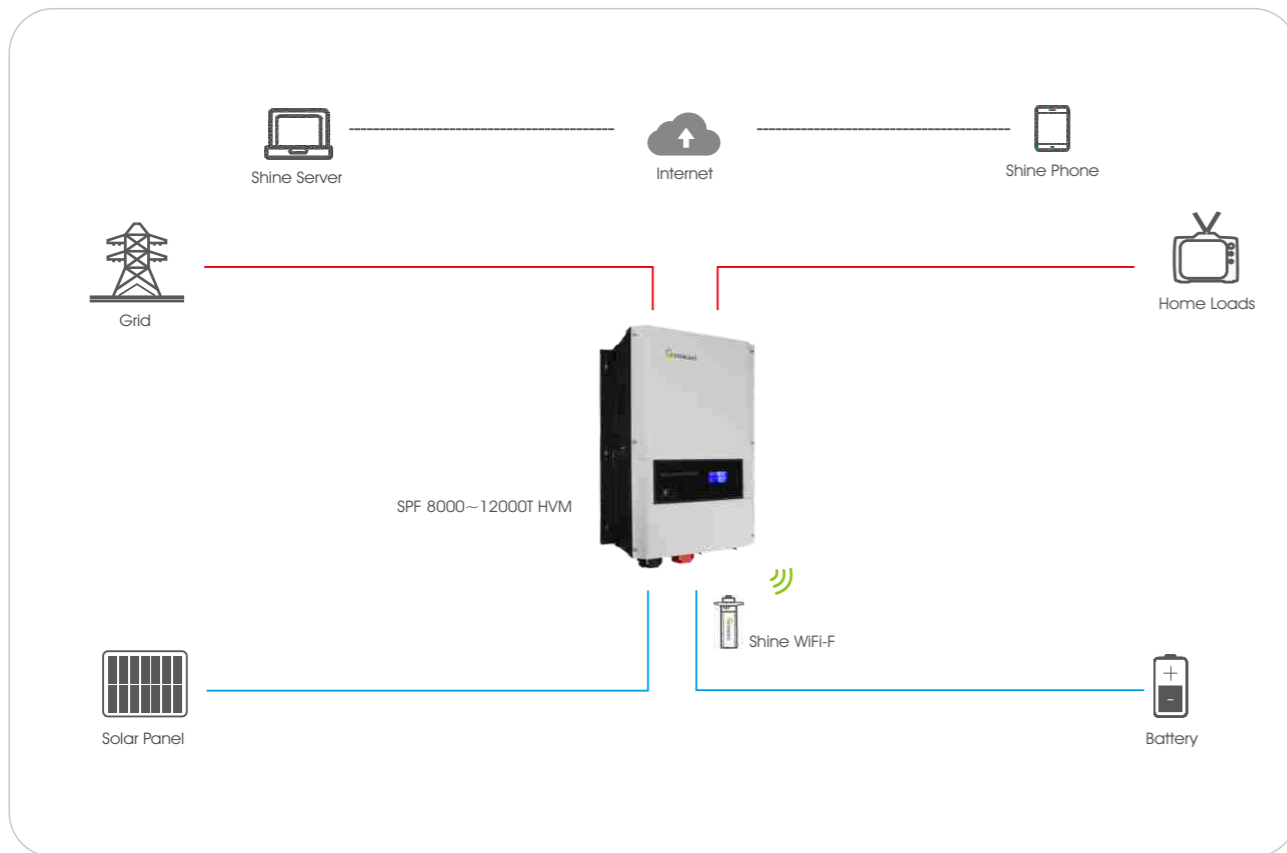 Shine Server
Internet
Shine Phone
Grid
Home Loads
SPF 8000~12000T HVM
Shine WiFi-F
Solar Panel
Battery